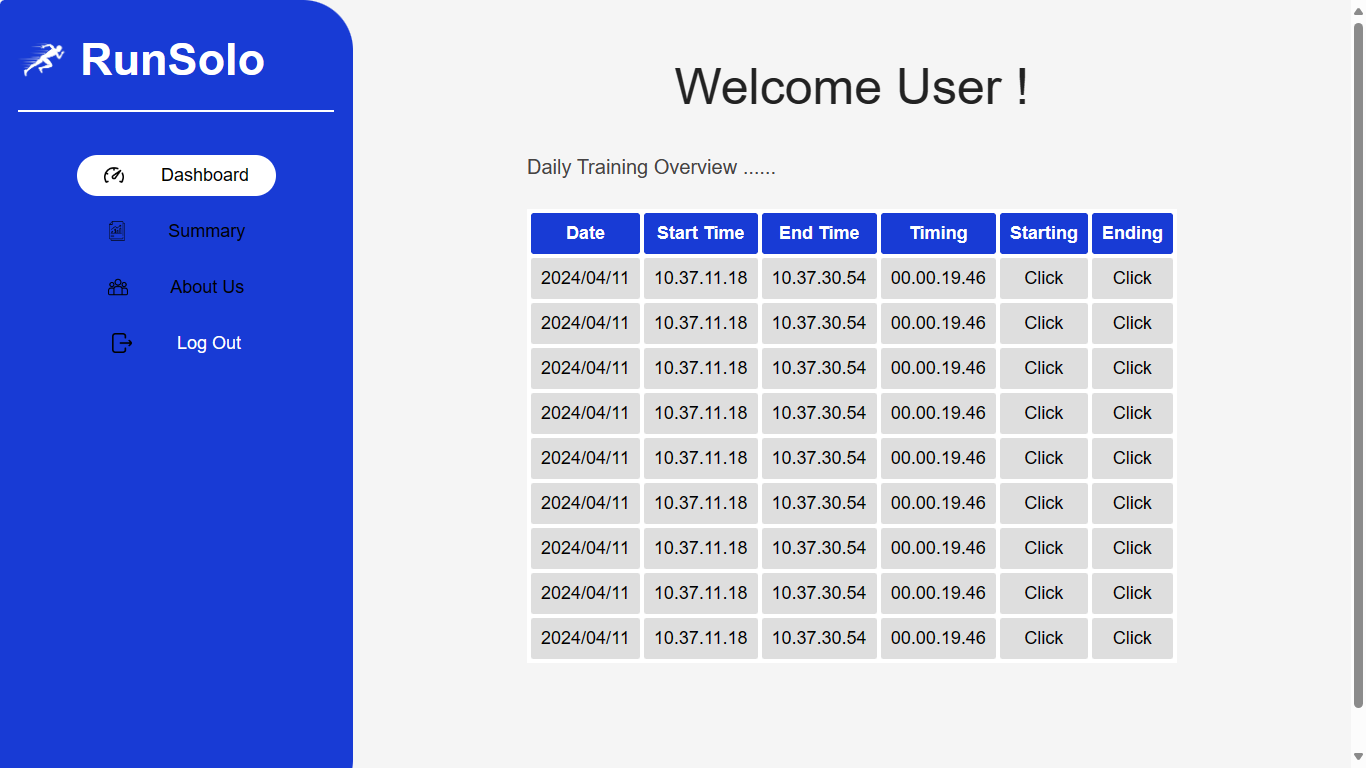 RunSolo
Dashboard
Summary
About Us
Log Out
Welcome User !
Daily Training Overview ......
Date Start Time End Time Timing Starting Ending
2024/04/11 10.37.11.18 10.37.30.54 00.00.19.46 Click Click
2024/04/11 10.37.11.18 10.37.30.54 00.00.19.46 Click Click
2024/04/11 10.37.11.18 10.37.30.54 00.00.19.46 Click Click
2024/04/11 10.37.11.18 10.37.30.54 00.00.19.46 Click Click
2024/04/11 10.37.11.18 10.37.30.54 00.00.19.46 Click Click
2024/04/11 10.37.11.18 10.37.30.54 00.00.19.46 Click Click
2024/04/11 10.37.11.18 10.37.30.54 00.00.19.46 Click Click
2024/04/11 10.37.11.18 10.37.30.54 00.00.19.46 Click Click
2024/04/11 10.37.11.18 10.37.30.54 00.00.19.46 Click Click